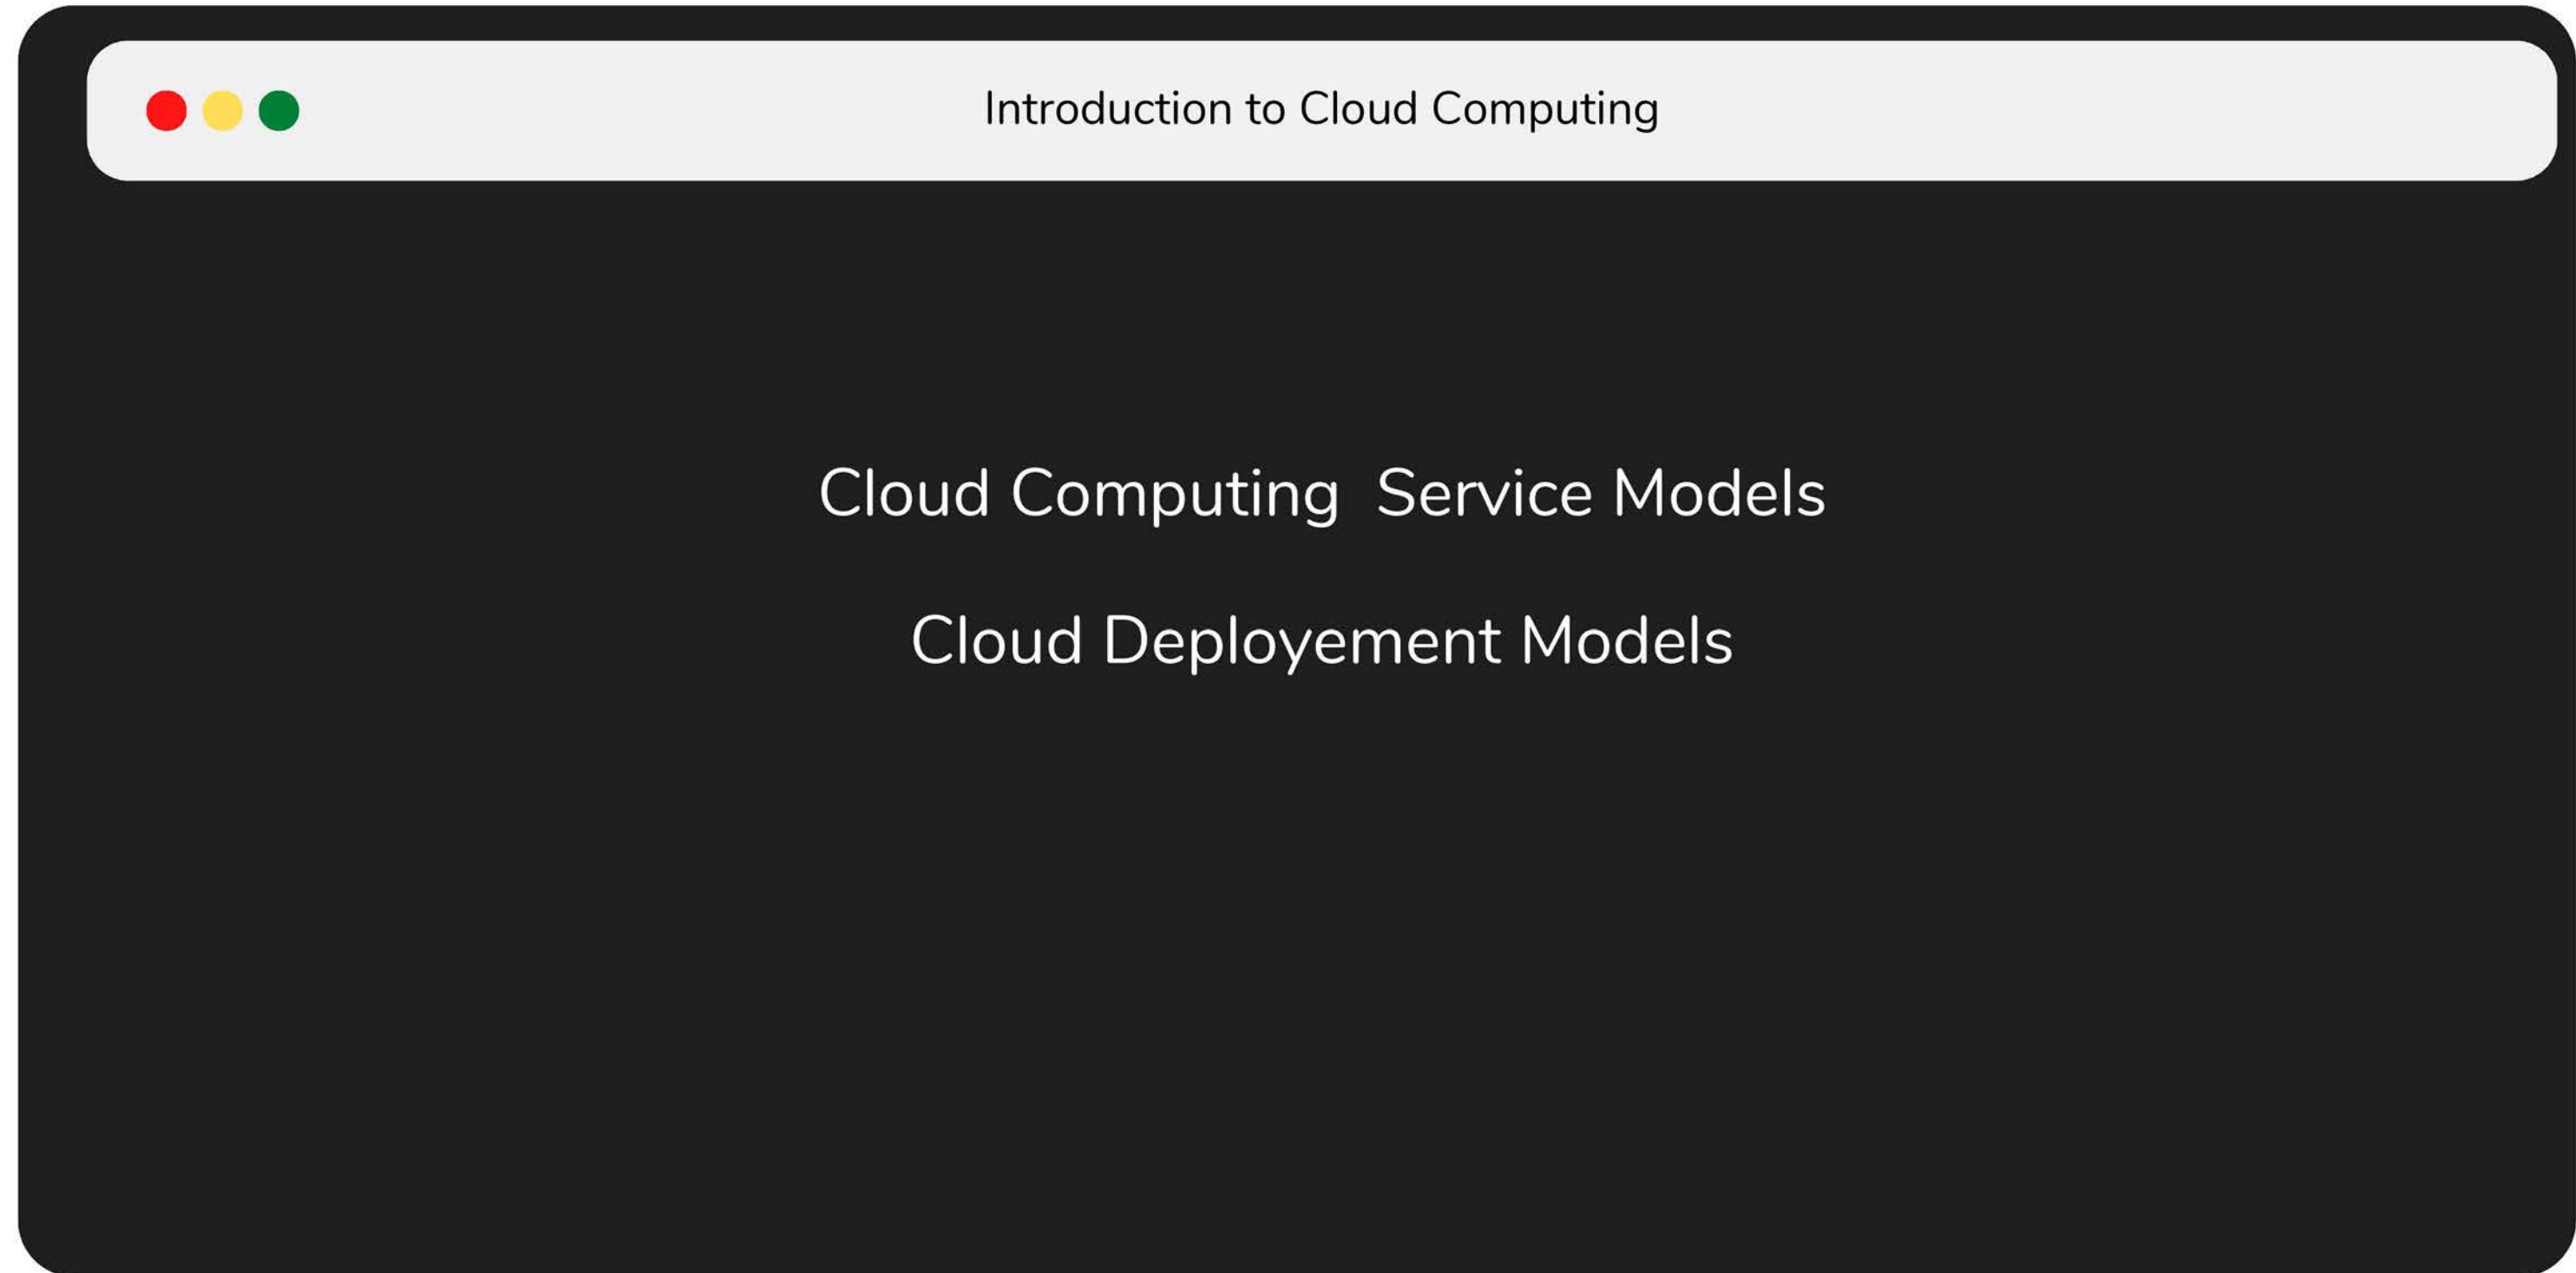 Introduction to Cloud Computing
Cloud Computing  Service Models
Cloud Deployement Models